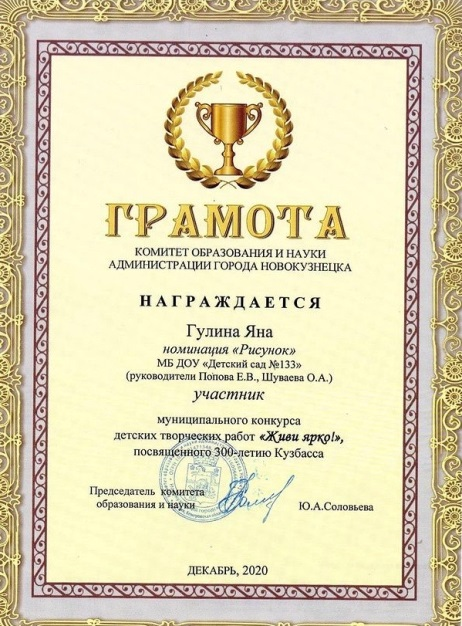 ГРАМОТА
КОМИТЕТ ОБРАЗОВАНИЯ И НАУКИ
АДМИНИСТРАЦИИ ГОРОДА НОВОКУЗНЕЦКА
НАГРАЖДАЕТСЯ
Гулина Яна
номинация «Рисунок»
МБ ДОУ «Детский сад №133»
(руководители Попова Е.В., Шуваева О.А.)
участник
муниципального конкурса
детских творческих работ «Живи ярко!»,
посвященного 300-летию Кузбасса
Председатель комитета
образования и науки
Ю.А.Соловьева
ДЕКАБРЬ, 2020